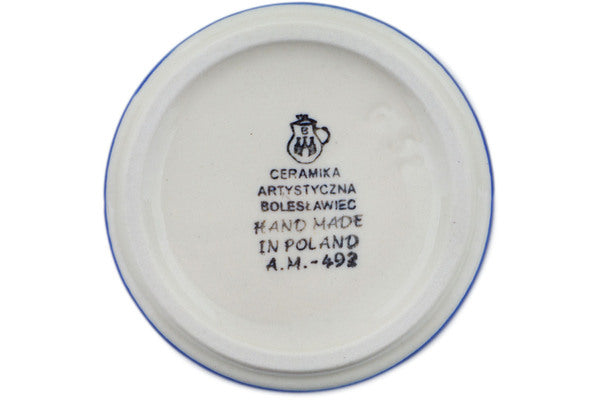 B
CERAMIKA
ARTYSTYCZNA
BOLESŁAWIEC
HAND MADE
IN POLAND
A.M.-492